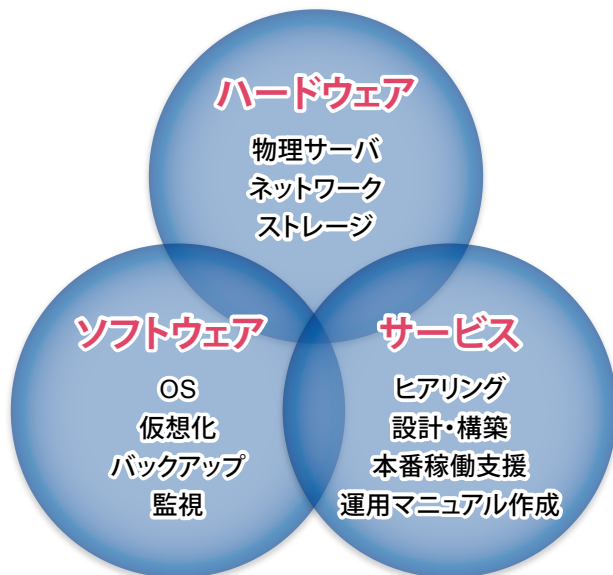 ハードウェア
物理サーバ
ネットワーク
ストレージ
ソフトウェア
OS
仮想化
バックアップ
監視
サービス
ヒアリング
設計・構築
本番稼働支援
運用マニュアル作成